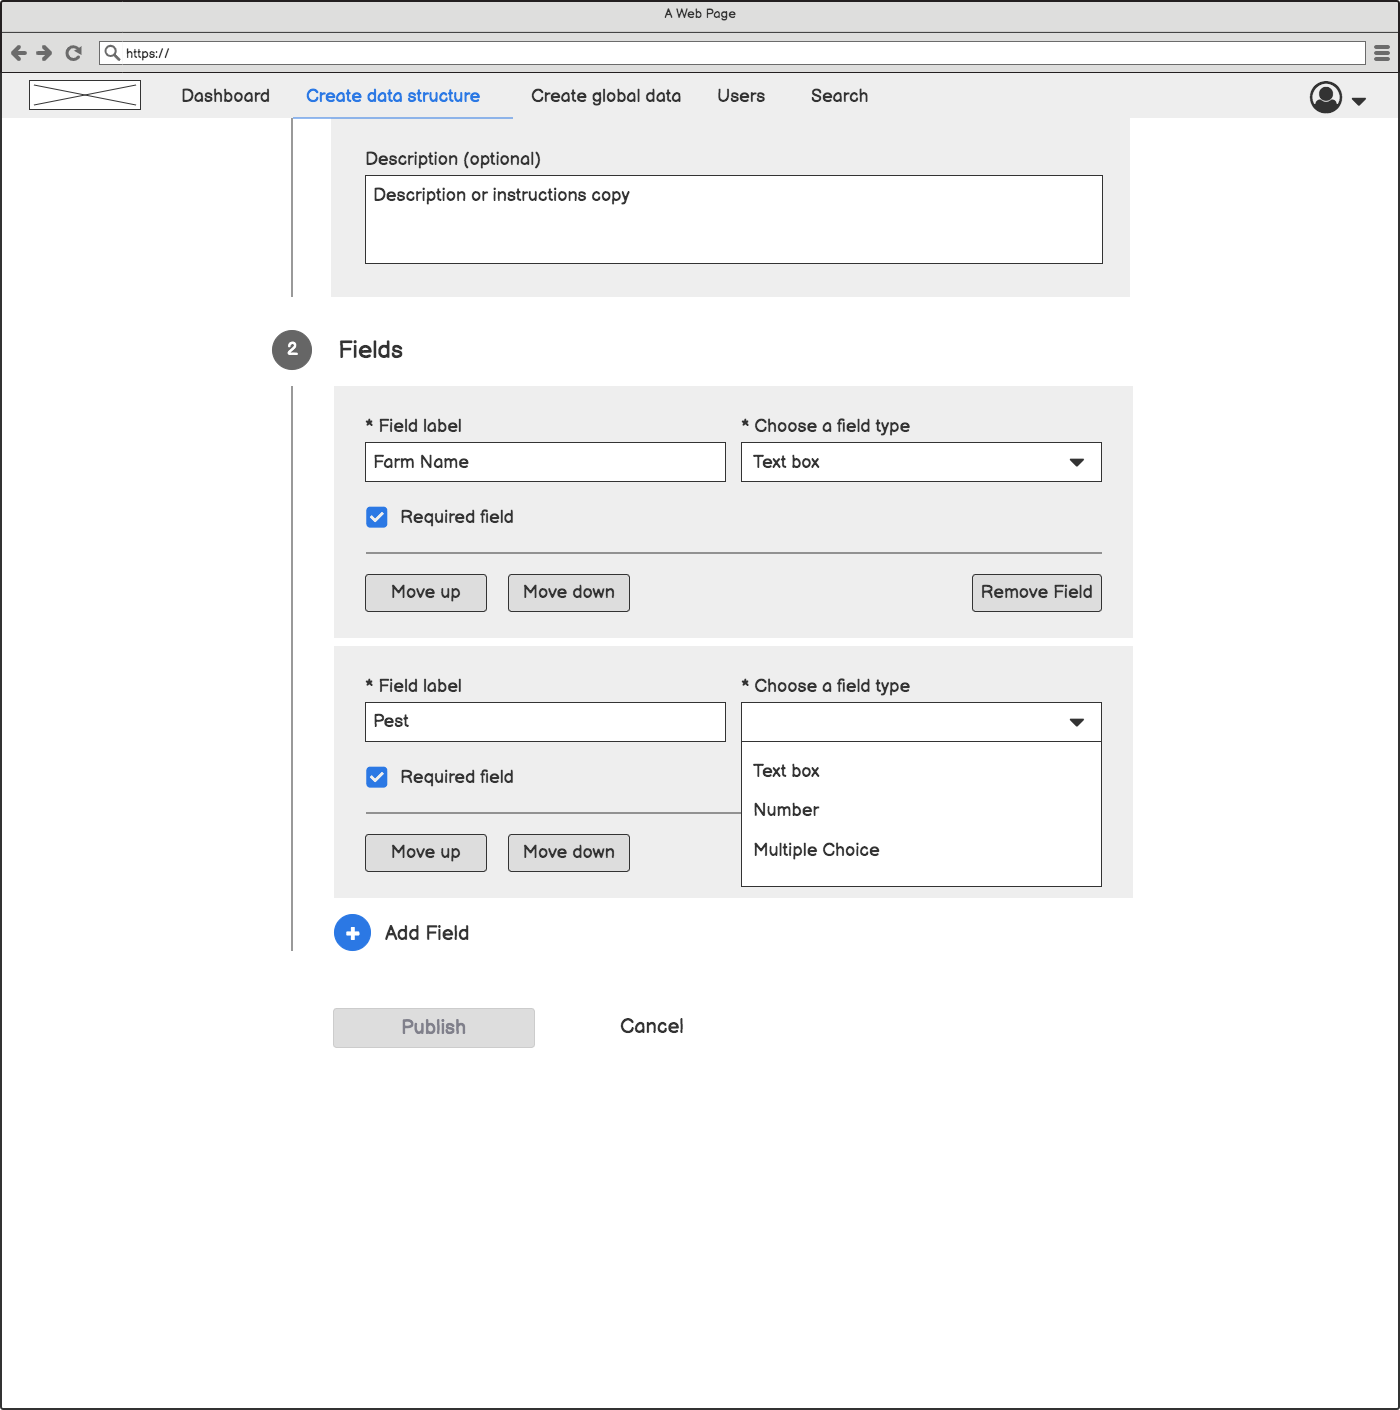 A Web Page
https://
Dashboard Create data structure Create global data Users Search
Description (optional)
Description or instructions copy
2 Fields
* Field label * Choose a field type
Farm Name Text box
Required field
Move up Move down Remove Field
* Field label * Choose a field type
Pest
Required field
Text box
Number
Multiple Choice
Move up Move down
Add Field
Publish Cancel